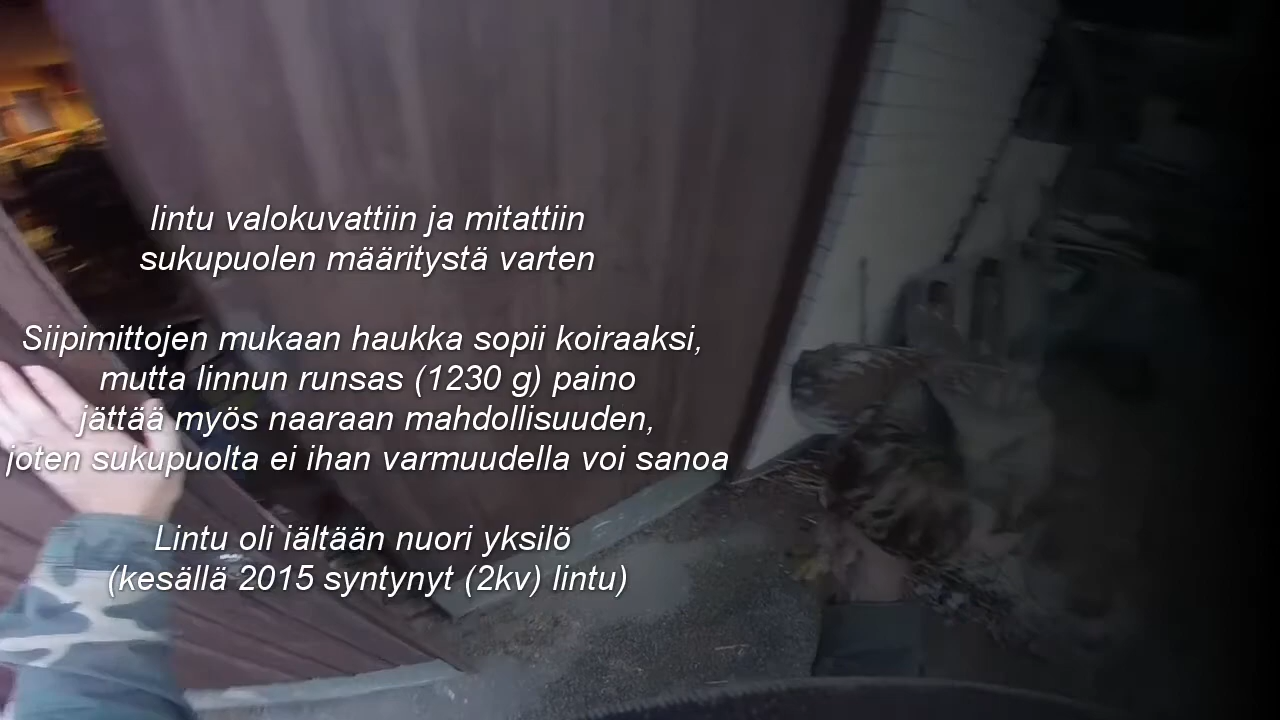 lintu valokuvattiin ja mitattiin
sukupuolen määritystä varten
Siipimittojen mukaan haukka sopii koiraaksi,
mutta linnun runsas (1230 g) paino
jättää myös naaraan mahdollisuuden,
joten sukupuolta ei ihan varmuudella voi sanoa
Lintu oli iältään nuori yksilö
(kesällä 2015 syntynyt (2kv) lintu)